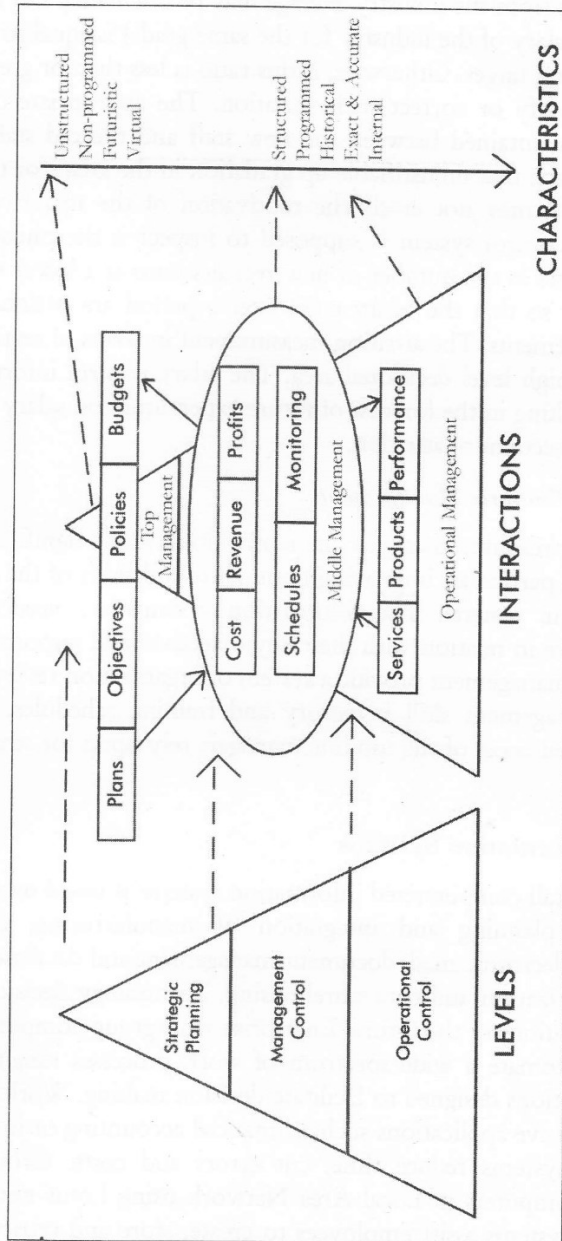 Strategic Planning
Management
Control
Operational Control
LEVELS
Plans
Objectives
Policies
Budgets
Top
Management
Cost
Revenue
Profits
Schedules
Monitoring
Middle Management
Services
Products
Performance
Operational Management
INTERACTIONS
Unstructured
Non-programmed
Futuristic
Virtual
Structured
Programmed
Historical
Exact & Accurate
Internal
CHARACTERISTICS